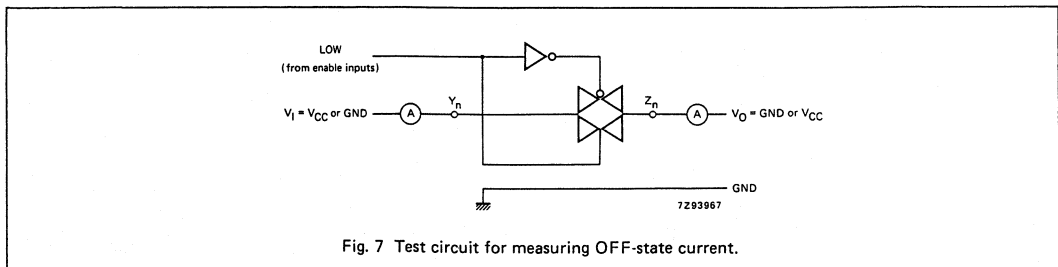 LOW
(from enable inputs)
V_I = V_CC or GND
A
Y_n
Z_n
A
V_O = GND or V_CC
GND
7Z93967
Fig. 7 Test circuit for measuring OFF-state current.